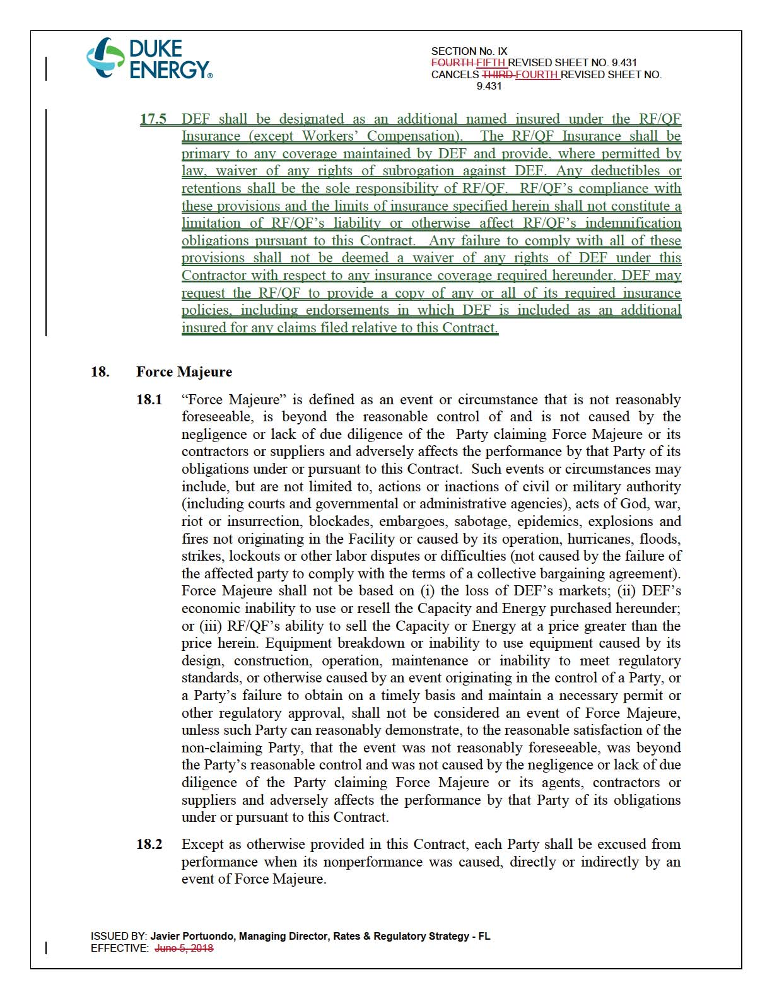 DUKE
ENERGY®
SECTION No. IX
FOURTH FIFTH REVISED SHEET NO. 9.431
CANCELS THIRD FOURTH REVISED SHEET NO.
9.431
17.5 DEF shall be designated as an additional named insured under the RF/QF
Insurance (except Workers’ Compensation). The RF/QF Insurance shall be
primary to any coverage maintained by DEF and provide, where permitted by
law, waiver of any rights of subrogation against DEF. Any deductibles or
retentions shall be the sole responsibility of RF/QF. RF/QF’s compliance with
these provisions and the limits of insurance specified herein shall not constitute a
limitation of RF/QF’s liability or otherwise affect RF/QF’s indemnification
obligations pursuant to this Contract. Any failure to comply with all of these
provisions shall not be deemed a waiver of any rights of DEF under this
Contractor with respect to any insurance coverage required hereunder. DEF may
request the RF/QF to provide a copy of any or all of its required insurance
policies, including endorsements in which DEF is included as an additional
insured for any claims filed relative to this Contract.
18. Force Majeure
18.1 “Force Majeure” is defined as an event or circumstance that is not reasonably
foreseeable, is beyond the reasonable control of and is not caused by the
negligence or lack of due diligence of the Party claiming Force Majeure or its
contractors or suppliers and adversely affects the performance by that Party of its
obligations under or pursuant to this Contract. Such events or circumstances may
include, but are not limited to, actions or inactions of civil or military authority
(including courts and governmental or administrative agencies), acts of God, war,
riot or insurrection, blockades, embargoes, sabotage, epidemics, explosions and
fires not originating in the Facility or caused by its operation, hurricanes, floods,
strikes, lockouts or other labor disputes or difficulties (not caused by the failure of
the affected party to comply with the terms of a collective bargaining agreement).
Force Majeure shall not be based on (i) the loss of DEF’s markets; (ii) DEF’s
economic inability to use or resell the Capacity and Energy purchased hereunder;
or (iii) RF/QF’s ability to sell the Capacity or Energy at a price greater than the
price herein. Equipment breakdown or inability to use equipment caused by its
design, construction, operation, maintenance or inability to meet regulatory
standards, or otherwise caused by an event originating in the control of a Party, or
a Party’s failure to obtain on a timely basis and maintain a necessary permit or
other regulatory approval, shall not be considered an event of Force Majeure,
unless such Party can reasonably demonstrate, to the reasonable satisfaction of the
non-claiming Party, that the event was not reasonably foreseeable, was beyond
the Party’s reasonable control and was not caused by the negligence or lack of due
diligence of the Party claiming Force Majeure or its agents, contractors or
suppliers and adversely affects the performance by that Party of its obligations
under or pursuant to this Contract.
18.2 Except as otherwise provided in this Contract, each Party shall be excused from
performance when its nonperformance was caused, directly or indirectly by an
event of Force Majeure.
ISSUED BY: Javier Portuondo, Managing Director, Rates & Regulatory Strategy - FL
EFFECTIVE: June 5, 2018